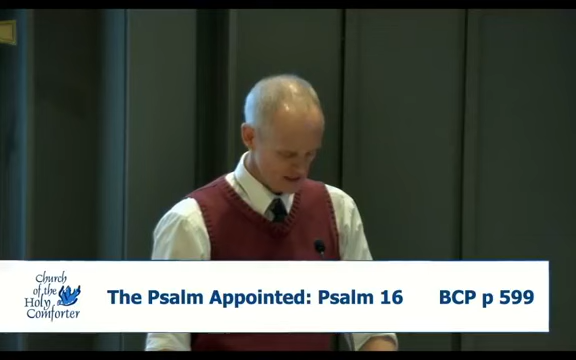 Church
of the
Holy
Comforter
The Psalm Appointed: Psalm 16 BCP p 599